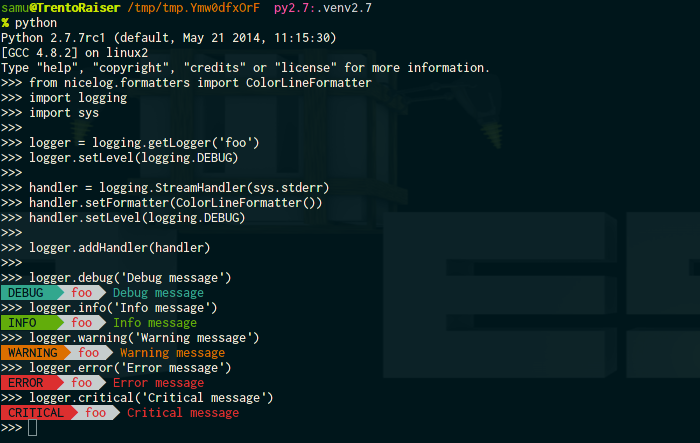 samu@TrentoRaiser /tmp/tmp.Ymw0dfxOrF py2.7:.venv2.7
% python
Python 2.7.7rc1 (default, May 21 2014, 11:15:30)
[GCC 4.8.2] on linux2
Type "help", "copyright", "credits" or "license" for more information.
>>> from nicelog.formatters import ColorLineFormatter
>>> import logging
>>> import sys
>>>
>>> logger = logging.getLogger('foo')
>>> logger.setLevel(logging.DEBUG)
>>>
>>> handler = logging.StreamHandler(sys.stderr)
>>> handler.setFormatter(ColorLineFormatter())
>>> handler.setLevel(logging.DEBUG)
>>>
>>> logger.addHandler(handler)
>>>
>>> logger.debug('Debug message')
DEBUG foo Debug message
>>> logger.info('Info message')
INFO foo Info message
>>> logger.warning('Warning message')
WARNING foo Warning message
>>> logger.error('Error message')
ERROR foo Error message
>>> logger.critical('Critical message')
CRITICAL foo Critical message
>>>